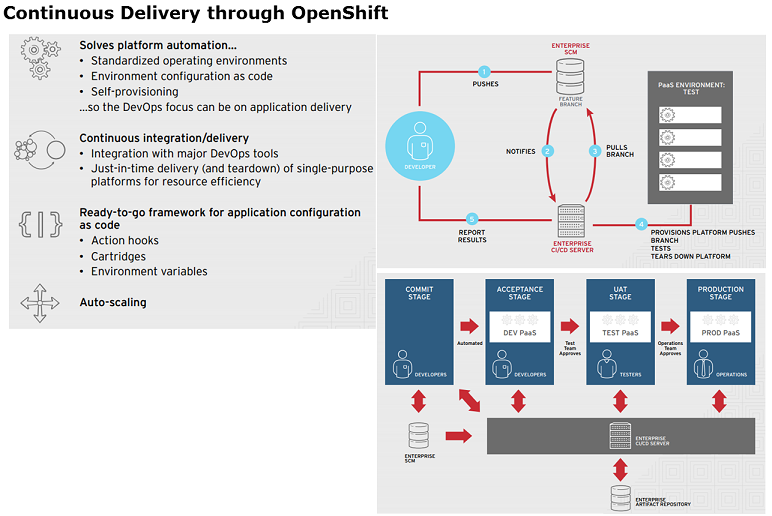 Continuous Delivery through OpenShift
Solves platform automation...
• Standardized operating environments
• Environment configuration as code
• Self-provisioning
...so the DevOps focus can be on application delivery
Continuous integration/delivery
• Integration with major DevOps tools
• Just-in-time delivery (and teardown) of single-purpose
platforms for resource efficiency
Ready-to-go framework for application configuration
as code
• Action hooks
• Cartridges
• Environment variables
Auto-scaling
ENTERPRISE
SCM
FEATURE
BRANCH
1
PUSHES
DEVELOPER
NOTIFIES
2
3
PULLS
BRANCH
PaaS ENVIRONMENT:
TEST
5
REPORT
RESULTS
ENTERPRISE
CI/CD SERVER
4
PROVISIONS PLATFORM PUSHES
BRANCH
TESTS
TEARS DOWN PLATFORM
COMMIT
STAGE
DEVELOPERS
Automated
ACCEPTANCE
STAGE
DEV PaaS
DEVELOPERS
Test
Team
Approves
UAT
STAGE
TEST PaaS
TESTERS
Operations
Team
Approves
PRODUCTION
STAGE
PROD PaaS
OPERATIONS
ENTERPRISE
SCM
ENTERPRISE
CI/CD SERVER
ENTERPRISE
ARTIFACT REPOSITORY